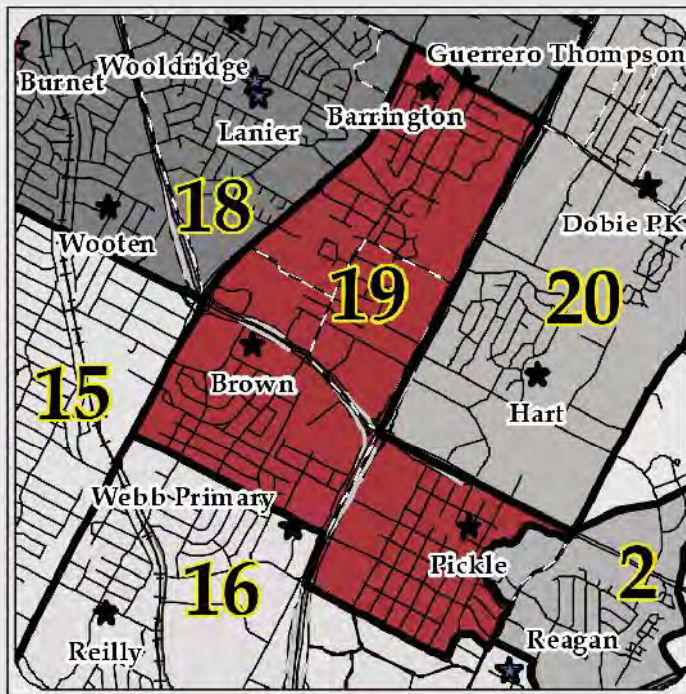 Guerrero Thompson
Wooldridge
Burnet
Barrington
Lanier
18
Dobie PK
Wooten
19
20
15
Brown
Hart
Webb Primary
Pickle
2
16
Reagan
Reilly